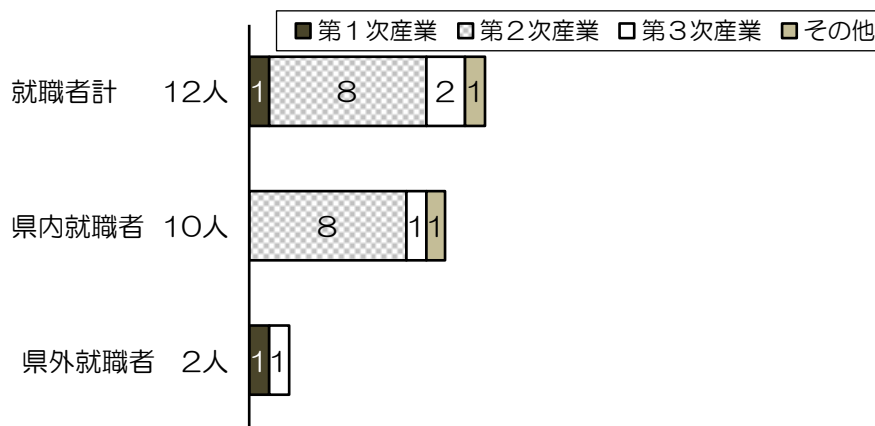 ■第１次産業 □第２次産業 □第３次産業 ■その他
就職者計 １２人 1 8 2 1
県内就職者 １０人 8 1 1
県外就職者 ２人 1 1